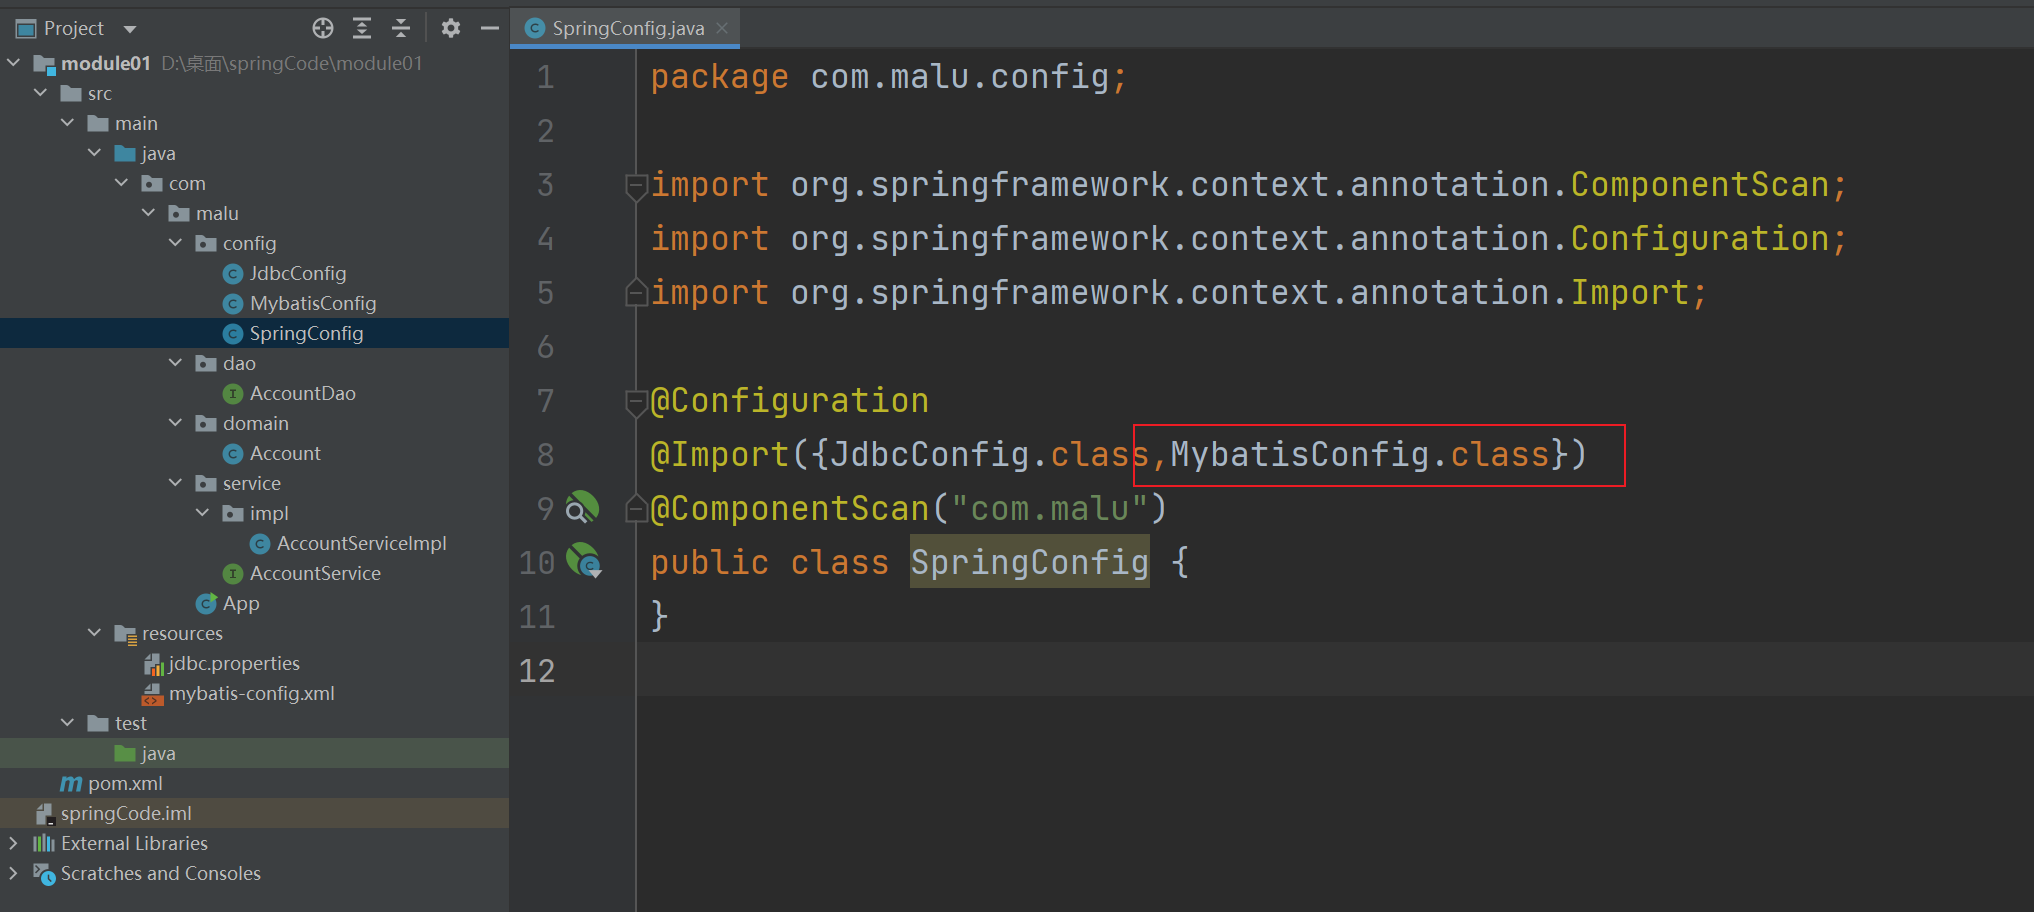 Project
module01 D:\桌面\springCode\module01
src
main
java
com
malu
config
JdbcConfig
MybatisConfig
SpringConfig
dao
AccountDao
domain
Account
service
impl
AccountServiceImpl
AccountService
App
resources
jdbc.properties
mybatis-config.xml
test
java
pom.xml
springCode.iml
External Libraries
Scratches and Consoles
SpringConfig.java
1 package com.malu.config;
2
3 import org.springframework.context.annotation.ComponentScan;
4 import org.springframework.context.annotation.Configuration;
5 import org.springframework.context.annotation.Import;
6
7 @Configuration
8 @Import({JdbcConfig.class,MybatisConfig.class})
9 @ComponentScan("com.malu")
10 public class SpringConfig {
11 }
12